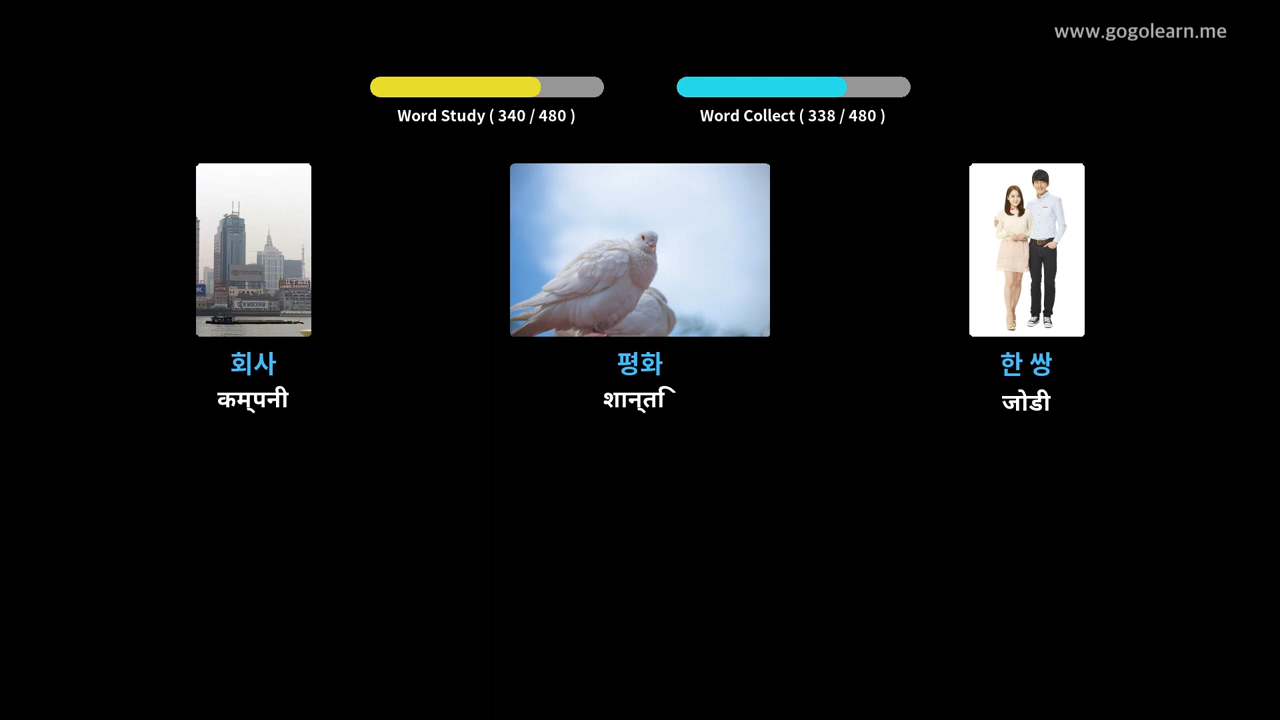 www.gogolearn.me
Word Study ( 340 / 480 )
Word Collect ( 338 / 480 )
TOYOTA
회사
평화
한 쌍
कम्पनी
शान्ति
जोडी